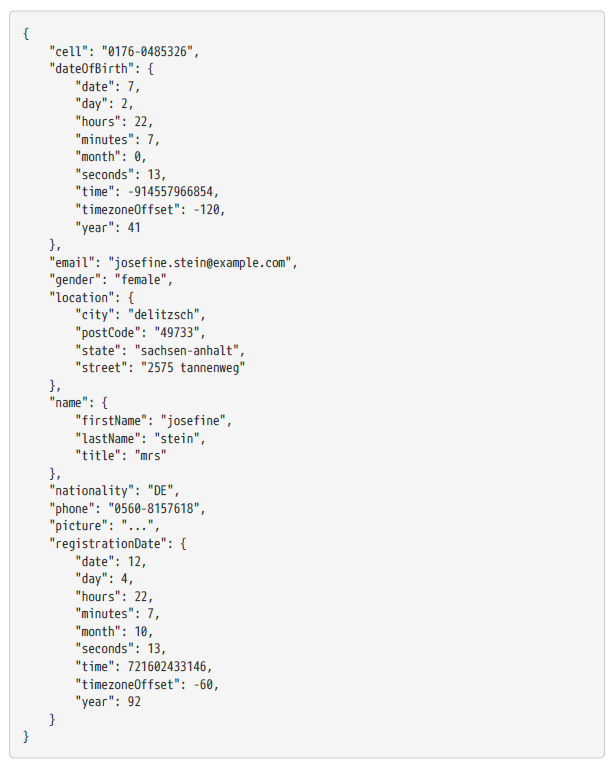 {
    "cell": "0176-0485326",
    "dateOfBirth": {
        "date": 7,
        "day": 2,
        "hours": 22,
        "minutes": 7,
        "month": 0,
        "seconds": 13,
        "time": -914557966854,
        "timezoneOffset": -120,
        "year": 41
    },
    "email": "josefine.stein@example.com",
    "gender": "female",
    "location": {
        "city": "delitzsch",
        "postCode": "49733",
        "state": "sachsen-anhalt",
        "street": "2575 tannenweg"
    },
    "name": {
        "firstName": "josefine",
        "lastName": "stein",
        "title": "mrs"
    },
    "nationality": "DE",
    "phone": "0560-8157618",
    "picture": "...",
    "registrationDate": {
        "date": 12,
        "day": 4,
        "hours": 22,
        "minutes": 7,
        "month": 10,
        "seconds": 13,
        "time": 721602433146,
        "timezoneOffset": -60,
        "year": 92
    }
}